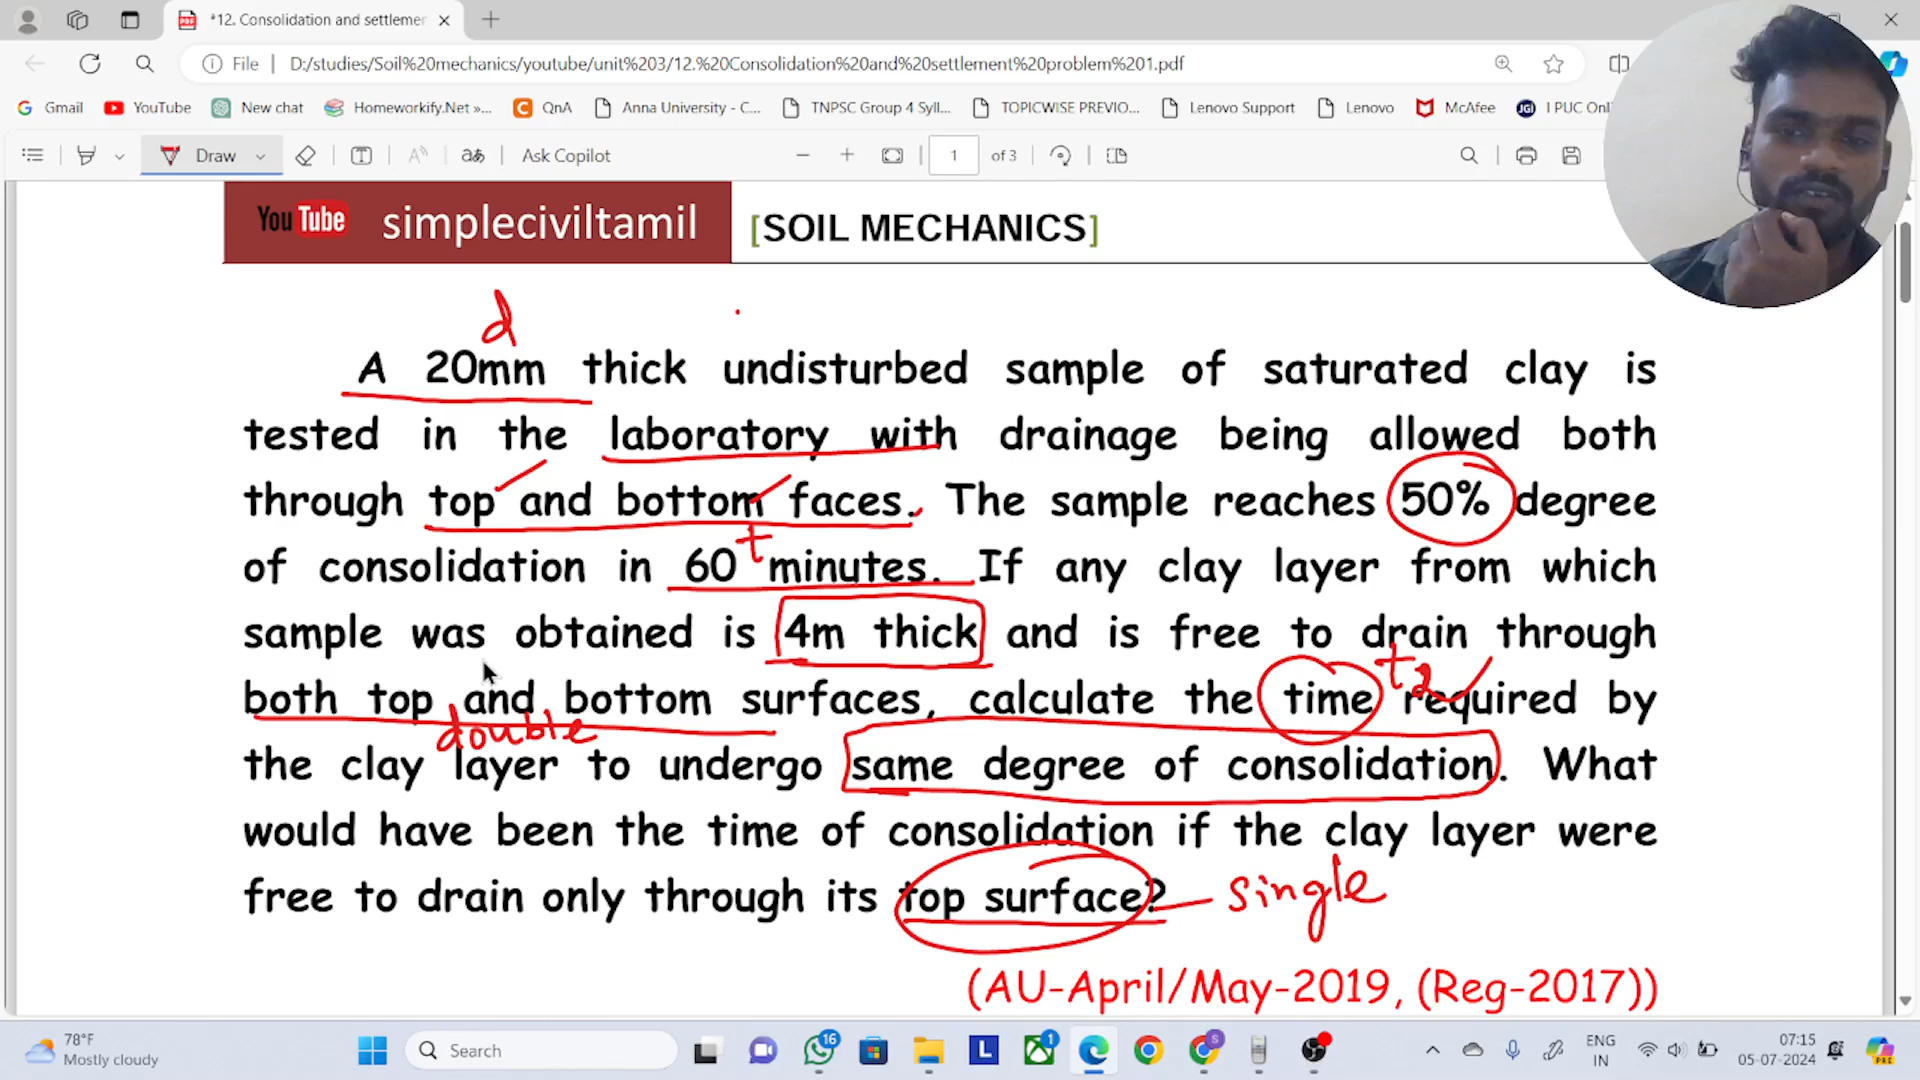 *12. Consolidation and settlemer
File
D:/studies/Soil%20mechanics/youtube/unit%203/12.%20Consolidation%20and%20settlement%20problem%201.pdf
Gmail YouTube New chat Homeworkify.Net »... QnA Anna University - C... TNPSC Group 4 Syll... TOPICWISE PREVIO... Lenovo Support Lenovo McAfee I PUC Onl
Draw aあ Ask Copilot 1 of 3
YouTube simpleciviltamil [SOIL MECHANICS]
d
A 20mm thick undisturbed sample of saturated clay is
tested in the laboratory with drainage being allowed both
through top and bottom faces. The sample reaches 50% degree
t
of consolidation in 60 minutes. If any clay layer from which
sample was obtained is 4m thick and is free to drain through
t2
both top and bottom surfaces, calculate the time required by
double
the clay layer to undergo same degree of consolidation. What
would have been the time of consolidation if the clay layer were
free to drain only through its top surface? single
(AU-April/May-2019, (Reg-2017))
78°F
Mostly cloudy
Search
16
1
ENG
IN
07:15
05-07-2024